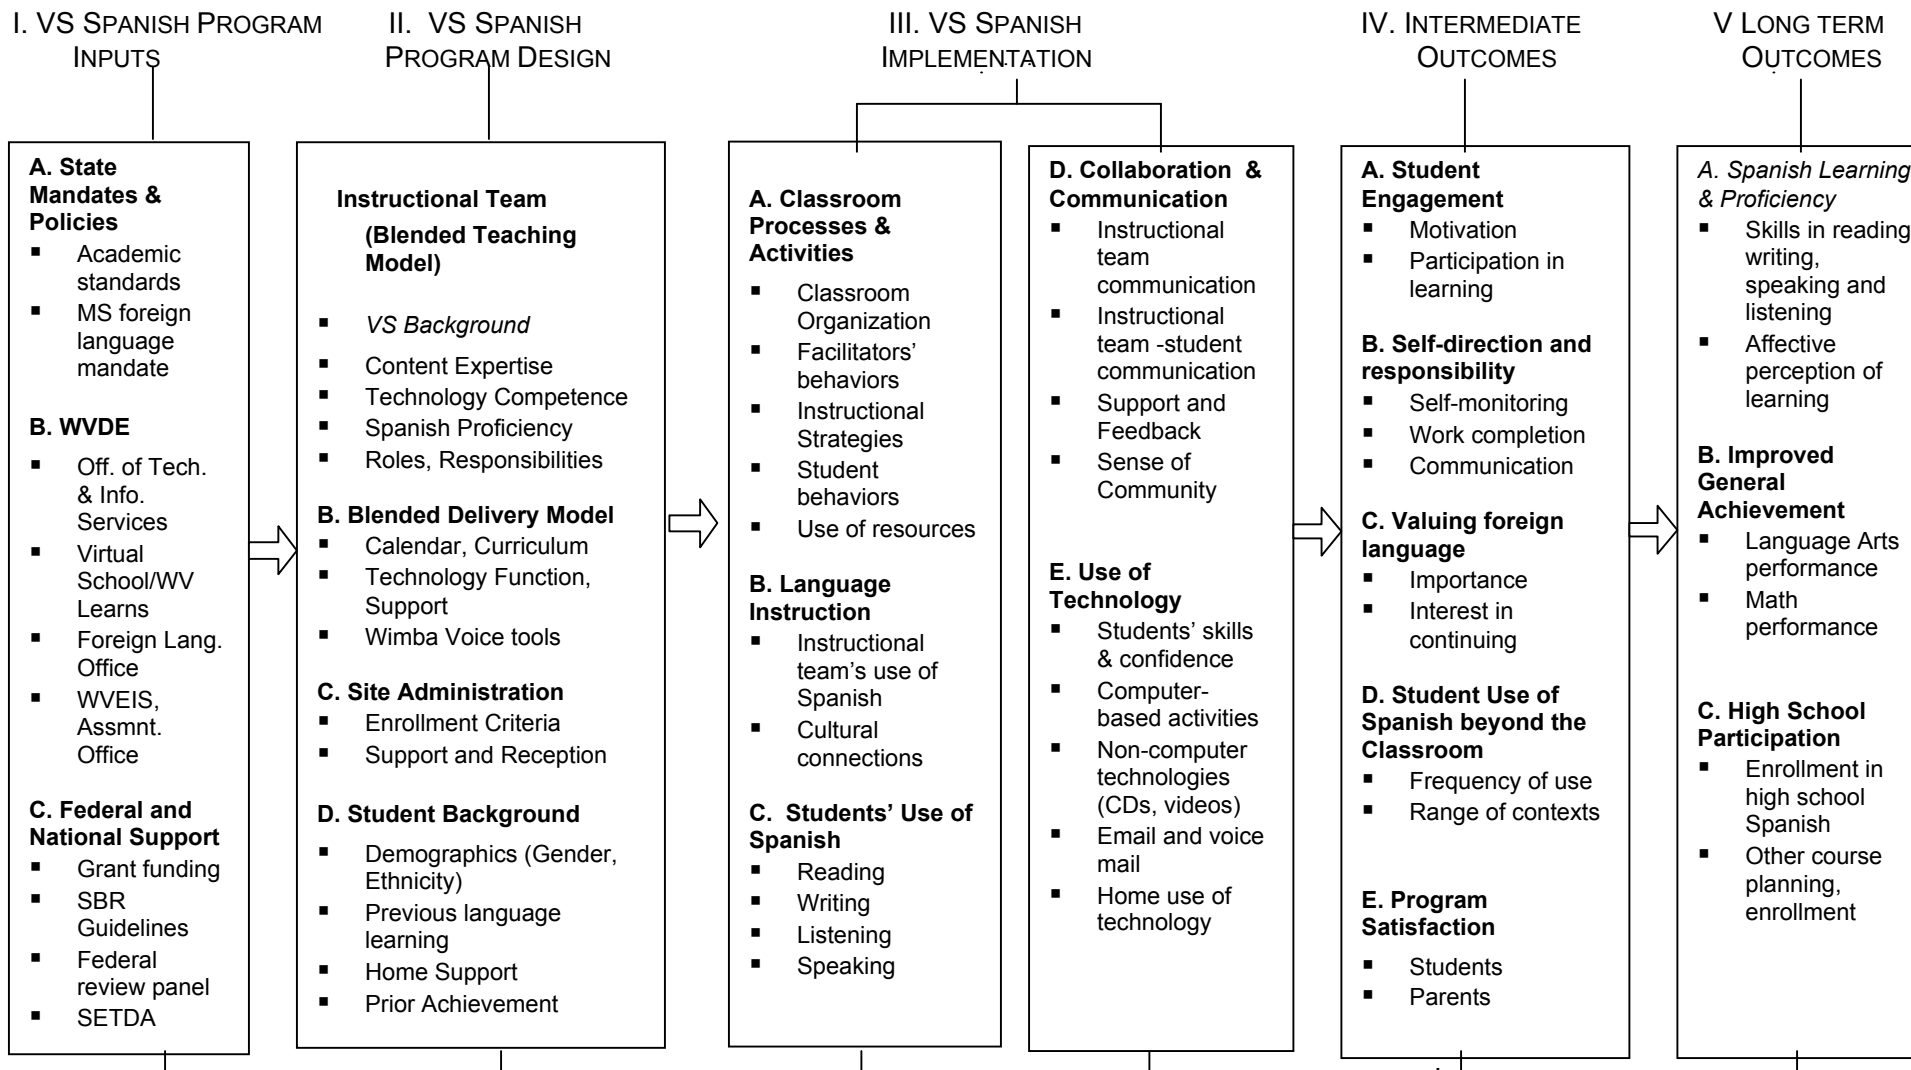 I. VS SPANISH PROGRAM
INPUTS
II. VS SPANISH
PROGRAM DESIGN
III. VS SPANISH
IMPLEMENTATION
IV. INTERMEDIATE
OUTCOMES
V LONG TERM
OUTCOMES
A. State
Mandates &
Policies
▪ Academic
standards
▪ MS foreign
language
mandate
B. WVDE
▪ Off. of Tech.
& Info.
Services
▪ Virtual
School/WV
Learns
▪ Foreign Lang.
Office
▪ WVEIS,
Assmnt.
Office
C. Federal and
National Support
▪ Grant funding
▪ SBR
Guidelines
▪ Federal
review panel
▪ SETDA
Instructional Team
(Blended Teaching
Model)
▪ VS Background
▪ Content Expertise
▪ Technology Competence
▪ Spanish Proficiency
▪ Roles, Responsibilities
B. Blended Delivery Model
▪ Calendar, Curriculum
▪ Technology Function,
Support
▪ Wimba Voice tools
C. Site Administration
▪ Enrollment Criteria
▪ Support and Reception
D. Student Background
▪ Demographics (Gender,
Ethnicity)
▪ Previous language
learning
▪ Home Support
▪ Prior Achievement
A. Classroom
Processes &
Activities
▪ Classroom
Organization
▪ Facilitators’
behaviors
▪ Instructional
Strategies
▪ Student
behaviors
▪ Use of resources
B. Language
Instruction
▪ Instructional
team’s use of
Spanish
▪ Cultural
connections
C. Students’ Use of
Spanish
▪ Reading
▪ Writing
▪ Listening
▪ Speaking
D. Collaboration &
Communication
▪ Instructional
team
communication
▪ Instructional
team -student
communication
▪ Support and
Feedback
▪ Sense of
Community
E. Use of
Technology
▪ Students’ skills
& confidence
▪ Computer-
based activities
▪ Non-computer
technologies
(CDs, videos)
▪ Email and voice
mail
▪ Home use of
technology
A. Student
Engagement
▪ Motivation
▪ Participation in
learning
B. Self-direction and
responsibility
▪ Self-monitoring
▪ Work completion
▪ Communication
C. Valuing foreign
language
▪ Importance
▪ Interest in
continuing
D. Student Use of
Spanish beyond the
Classroom
▪ Frequency of use
▪ Range of contexts
E. Program
Satisfaction
▪ Students
▪ Parents
A. Spanish Learning
& Proficiency
▪ Skills in reading
writing,
speaking and
listening
▪ Affective
perception of
learning
B. Improved
General
Achievement
▪ Language Arts
performance
▪ Math
performance
C. High School
Participation
▪ Enrollment in
high school
Spanish
▪ Other course
planning,
enrollment